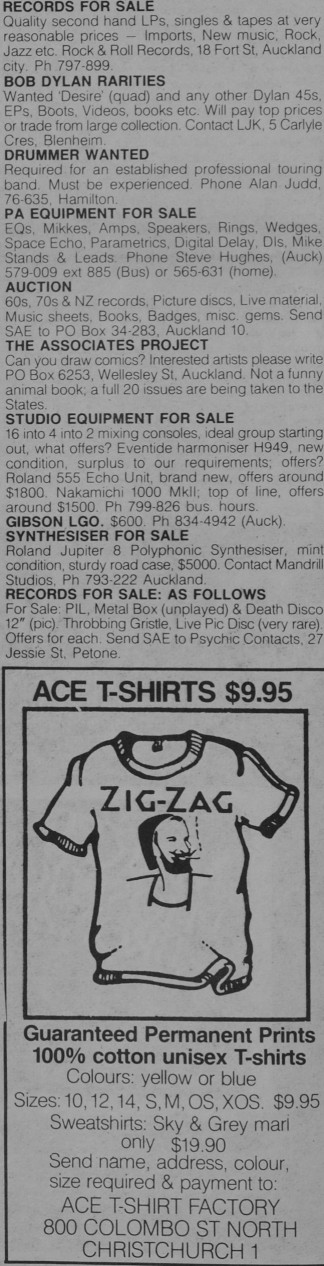 RECORDS FOR SALE
Quality second hand LPs, singles & tapes at very
reasonable prices — Imports, New music, Rock,
Jazz etc. Rock & Roll Records, 18 Fort St, Auckland
city. Ph 797-899.
BOB DYLAN RARITIES
Wanted 'Desire' (quad) and any other Dylan 45s,
EPs, Boots, Videos, books etc. Will pay top prices
or trade from large collection. Contact LJK, 5 Carlyle
Cres, Blenheim.
DRUMMER WANTED
Required for an established professional touring
band. Must be experienced. Phone Alan Judd,
76-635, Hamilton.
PA EQUIPMENT FOR SALE
EQs, Mikkes, Amps, Speakers, Rings, Wedges,
Space Echo, Parametrics, Digital Delay, DIs, Mike
Stands & Leads. Phone Steve Hughes, (Auck)
579-009 ext 885 (Bus) or 565-631 (home).
AUCTION
60s, 70s & NZ records, Picture discs, Live material,
Music sheets, Books, Badges, misc. gems. Send
SAE to PO Box 34-283, Auckland 10.
THE ASSOCIATES PROJECT
Can you draw comics? Interested artists please write
PO Box 6253, Wellesley St, Auckland. Not a funny
animal book; a full 20 issues are being taken to the
States.
STUDIO EQUIPMENT FOR SALE
16 into 4 into 2 mixing consoles, ideal group starting
out, what offers? Eventide harmoniser H949, new
condition, surplus to our requirements; offers?
Roland 555 Echo Unit, brand new, offers around
$1800. Nakamichi 1000 MkII; top of line, offers
around $1500. Ph 799-826 bus. hours.
GIBSON LGO. $600. Ph 834-4942 (Auck).
SYNTHESISER FOR SALE
Roland Jupiter 8 Polyphonic Synthesiser, mint
condition, sturdy road case, $5000. Contact Mandrill
Studios, Ph 793-222 Auckland.
RECORDS FOR SALE: AS FOLLOWS
For Sale: PIL, Metal Box (unplayed) & Death Disco
12" (pic). Throbbing Gristle, Live Pic Disc (very rare).
Offers for each. Send SAE to Psychic Contacts, 27
Jessie St, Petone.
ACE T-SHIRTS $9.95
ZIG-ZAG
Guaranteed Permanent Prints
100% cotton unisex T-shirts
Colours: yellow or blue
Sizes: 10, 12, 14, S, M, OS, XOS. $9.95
Sweatshirts: Sky & Grey marl
only $19.90
Send name, address, colour,
size required & payment to:
ACE T-SHIRT FACTORY
800 COLOMBO ST NORTH
CHRISTCHURCH 1